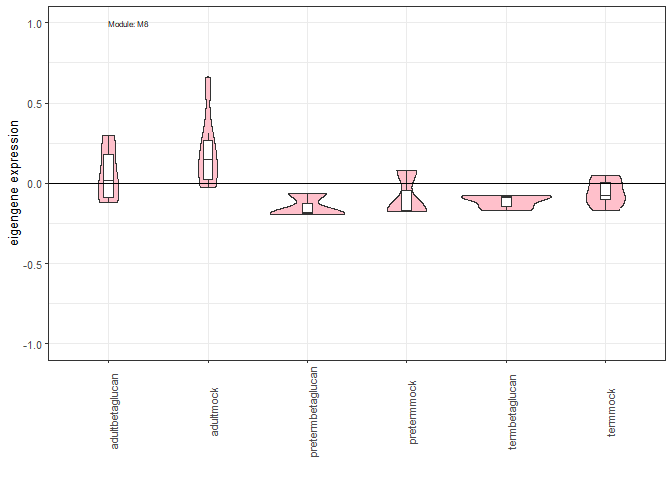 Module: M8
1.0
0.5
0.0
-0.5
-1.0
eigengene expression
adultbetaglucan
adultmock
pretermbetaglucan
pretermmock
termbetaglucan
termmock